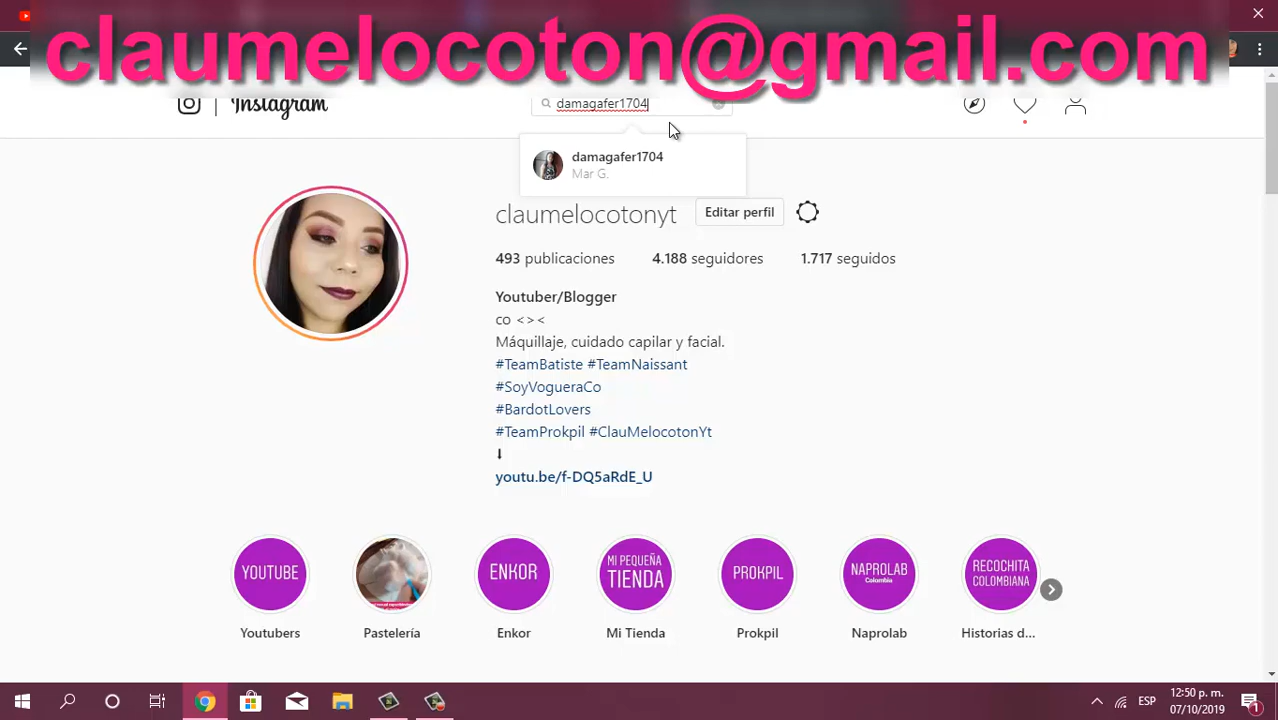 claumelocoton@gmail.com
Instagram
damagafer1704
damagafer1704
Mar G.
claumelocotonyt
Editar perfil
493 publicaciones
4.188 seguidores
1.717 seguidos
Youtuber/Blogger
co <><
Máquillaje, cuidado capilar y facial.
#TeamBatiste #TeamNaissant
#SoyVogueraCo
#BardotLovers
#TeamProkpil #ClauMelocotonYt
⬇
youtu.be/f-DQ5aRdE_U
YOUTUBE
ENKOR
MI PEQUEÑA
TIENDA
PROKPIL
NAPROLAB
Colombia
RECOCHITA
COLOMBIANA
Youtubers
Pastelería
Enkor
Mi Tienda
Prokpil
Naprolab
Historias d...
ESP
12:50 p. m.
07/10/2019
1